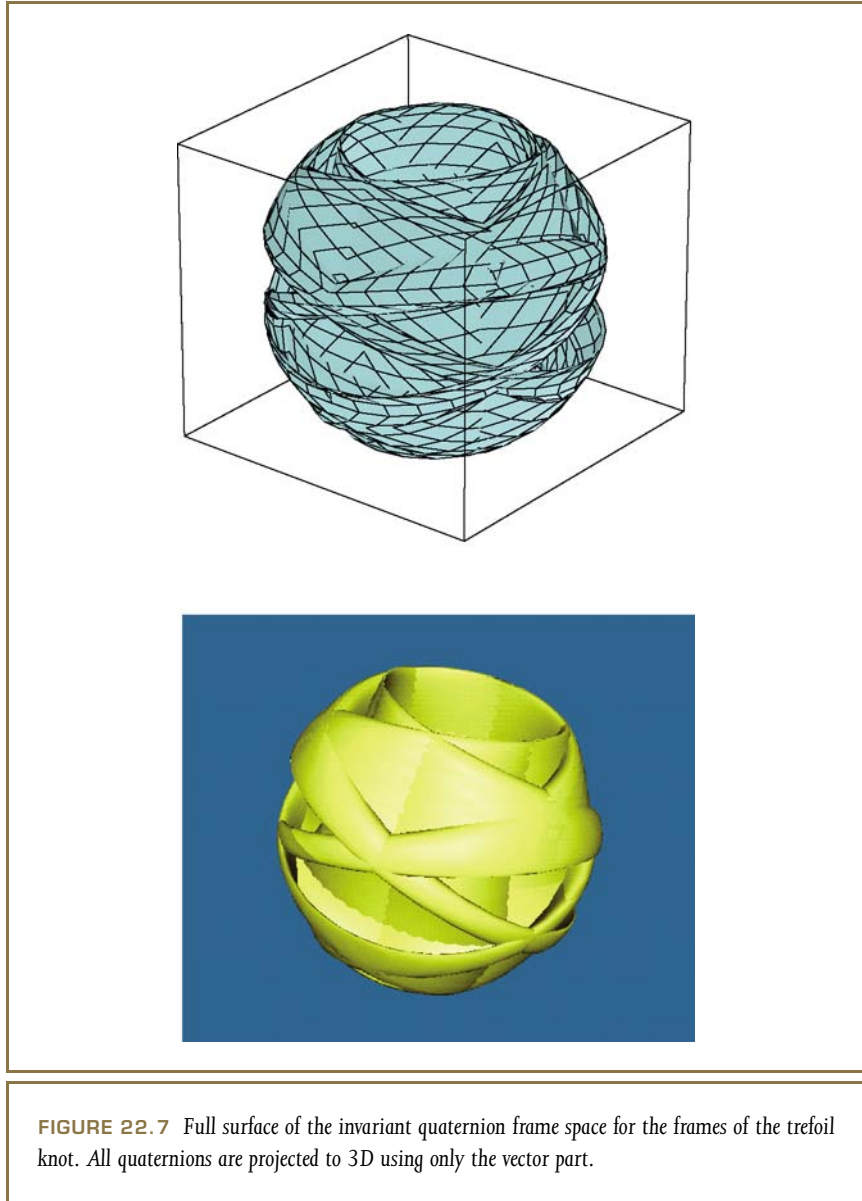 FIGURE 22.7 Full surface of the invariant quaternion frame space for the frames of the trefoil
knot. All quaternions are projected to 3D using only the vector part.